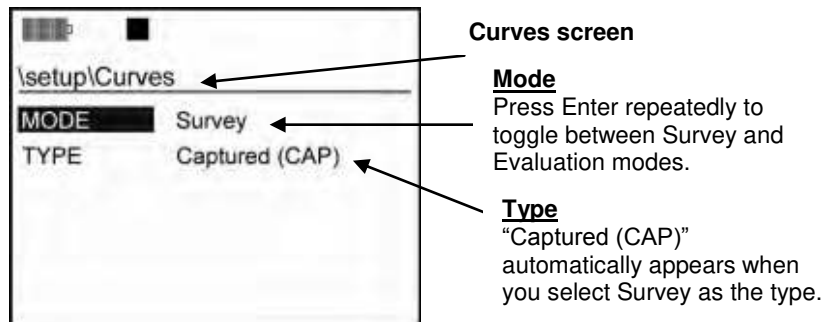 \setup\Curves
MODE Survey
TYPE Captured (CAP)
Curves screen
Mode
Press Enter repeatedly to
toggle between Survey and
Evaluation modes.
Type
“Captured (CAP)”
automatically appears when
you select Survey as the type.